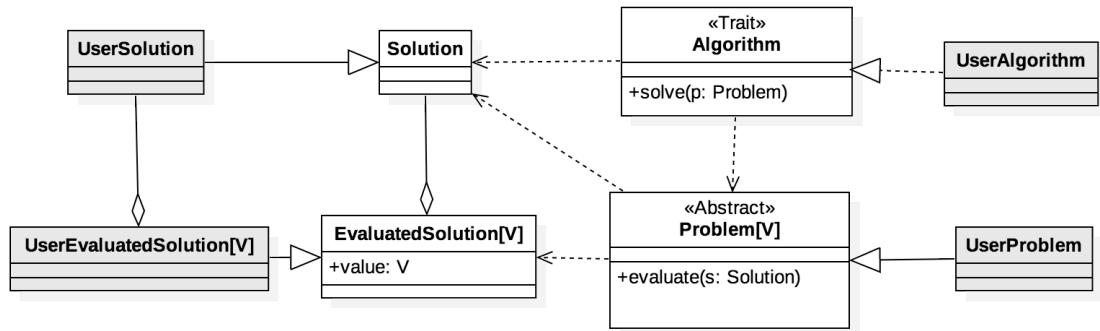 UserSolution
Solution
«Trait»
Algorithm
+solve(p: Problem)
UserAlgorithm
UserEvaluatedSolution[V]
EvaluatedSolution[V]
+value: V
«Abstract»
Problem[V]
+evaluate(s: Solution)
UserProblem